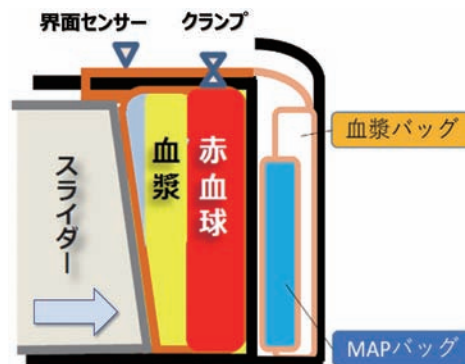 界面センサー
クランプ
スライダー
血漿
赤血球
血漿バッグ
MAPバッグ